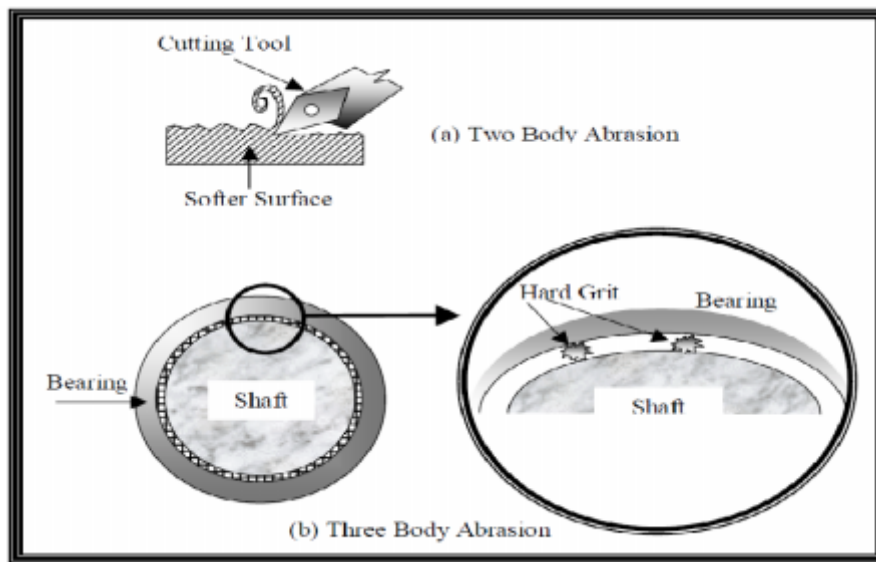 Cutting Tool
(a) Two Body Abrasion
Softer Surface
Hard Grit
Bearing
Bearing
Shaft
Shaft
(b) Three Body Abrasion